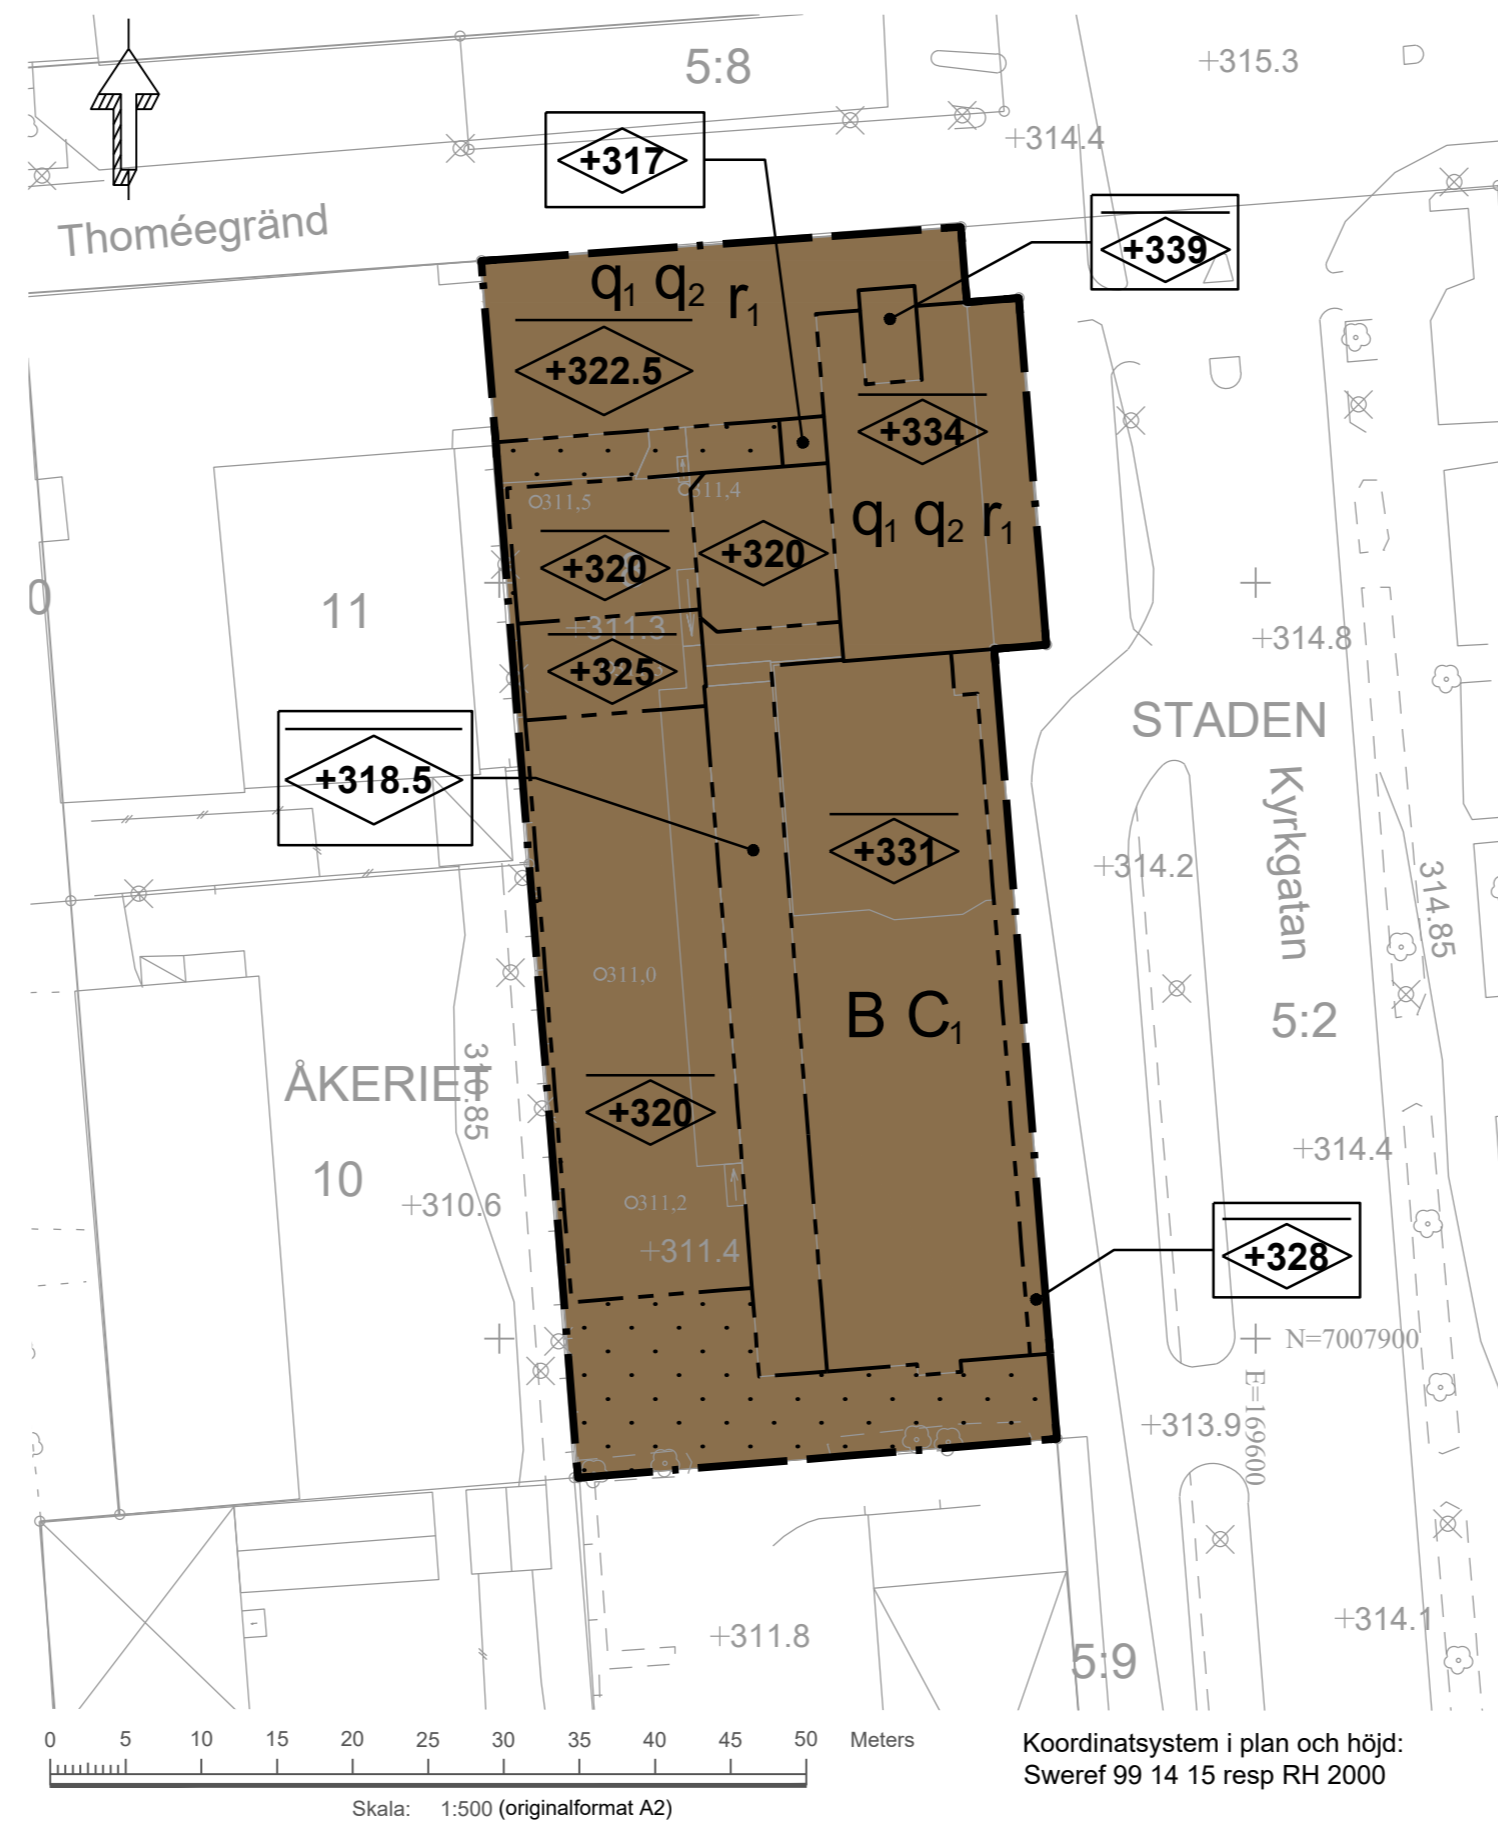 5:8
+315.3
+314.4
+317
Thoméegränd
+339
q1 q2 r1
+322.5
+334
311,5
311,4
q1 q2 r1
+320
+320
0
11
+311.3
+314.8
+325
STADEN
+318.5
Kyrkgatan
+331
+314.2
314.85
311,0
B C1
5:2
310.85
ÅKERIET
+320
+314.4
10
+310.6
311,2
+311.4
+328
N=7007900
E=169600
+313.9
+311.8
+314.1
5:9
0 5 10 15 20 25 30 35 40 45 50 Meters
Skala: 1:500 (originalformat A2)
Koordinatsystem i plan och höjd:
Sweref 99 14 15 resp RH 2000